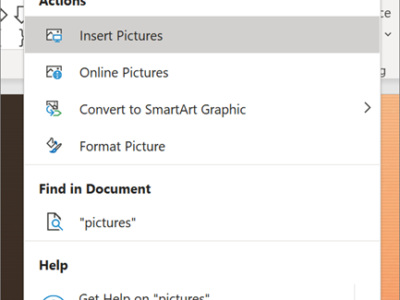 Actions
Insert Pictures
Online Pictures
Convert to SmartArt Graphic
Format Picture
Find in Document
"pictures"
Help
Get Help on "pictures"